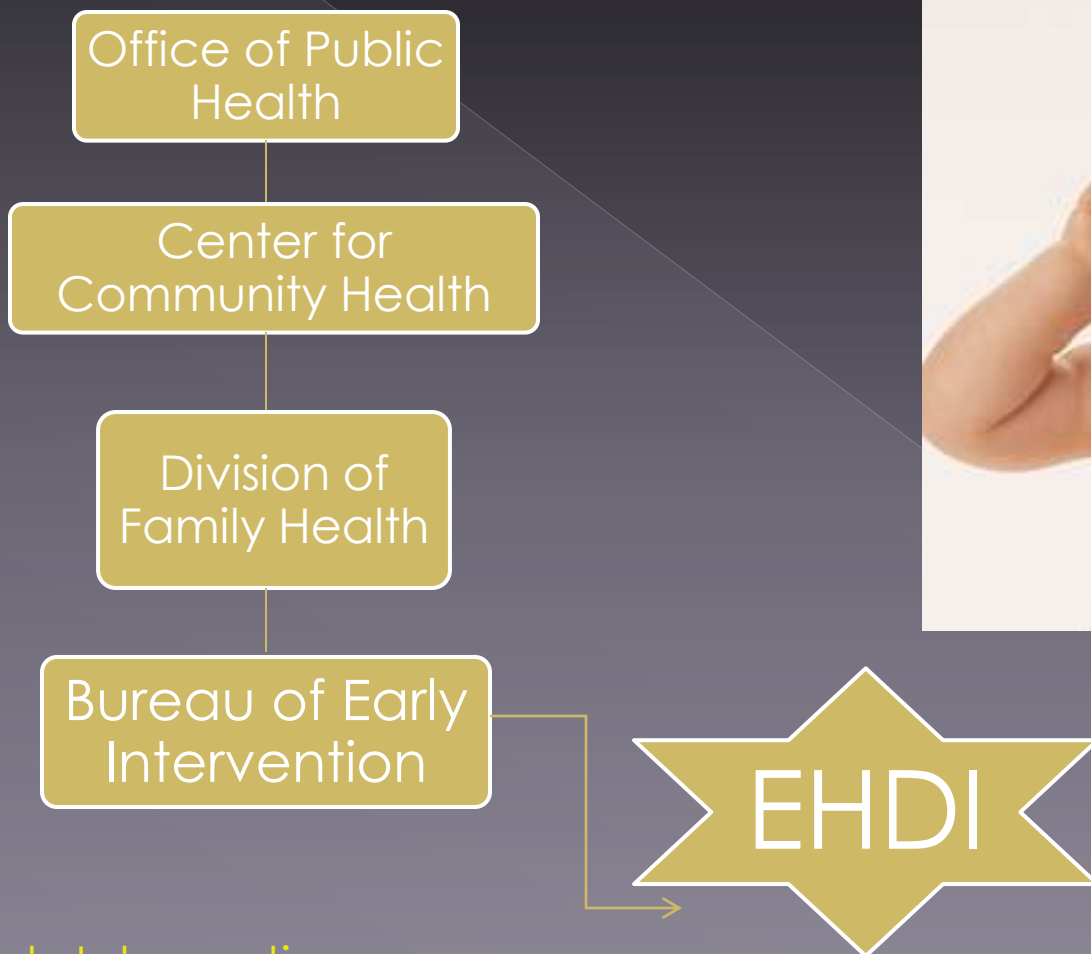 Office of Public
Health
Center for
Community Health
Division of
Family Health
Bureau of Early
Intervention
EHDI